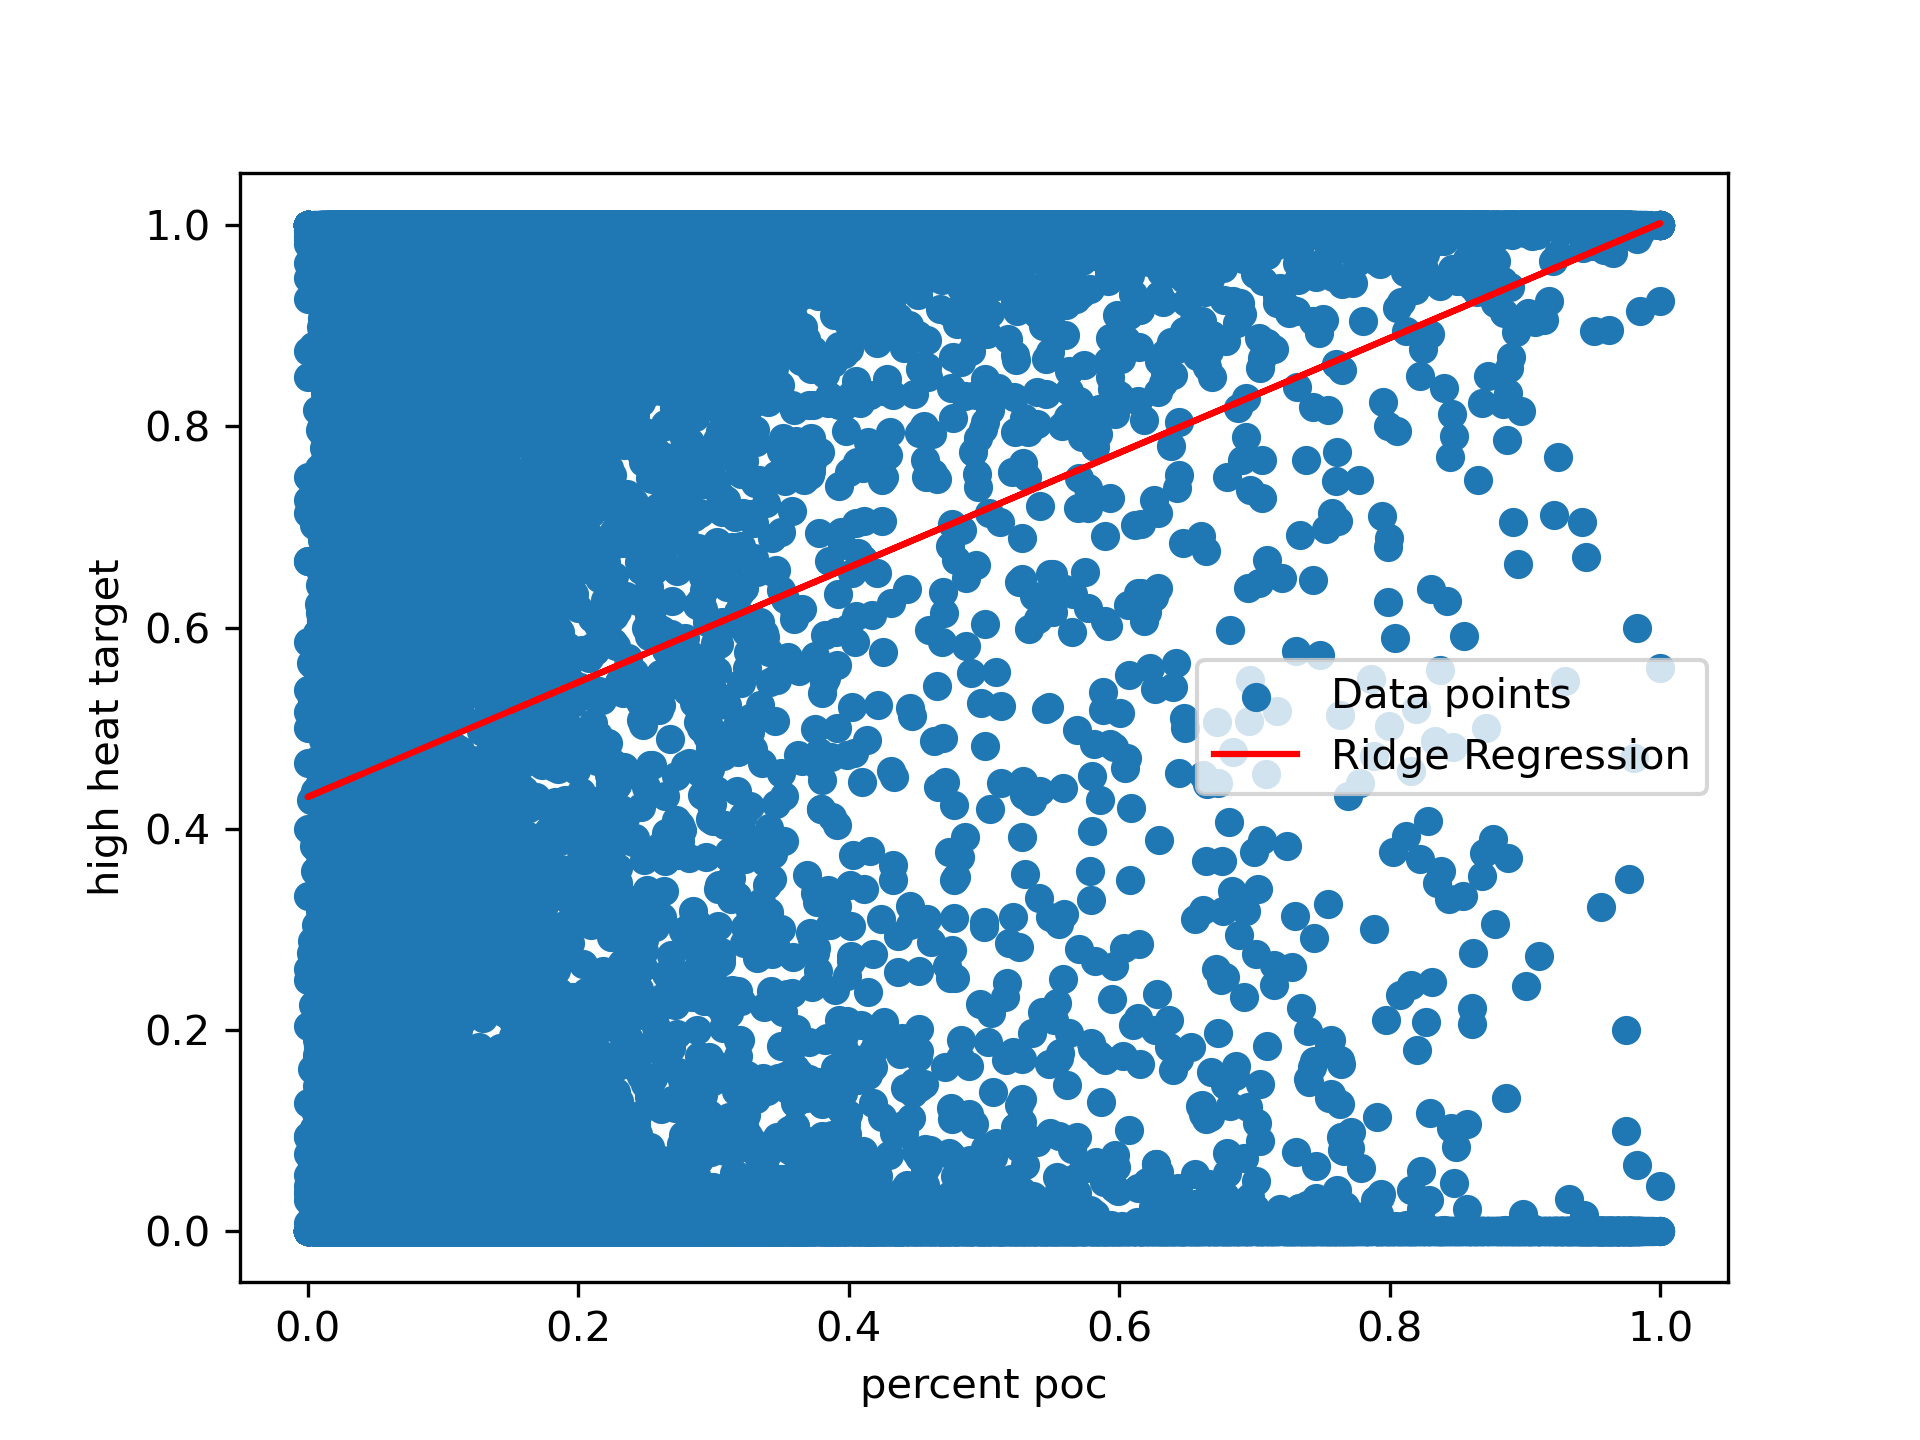 1.0
0.8
0.6
0.4
0.2
0.0
high heat target
Data points
Ridge Regression
0.0 0.2 0.4 0.6 0.8 1.0
percent poc